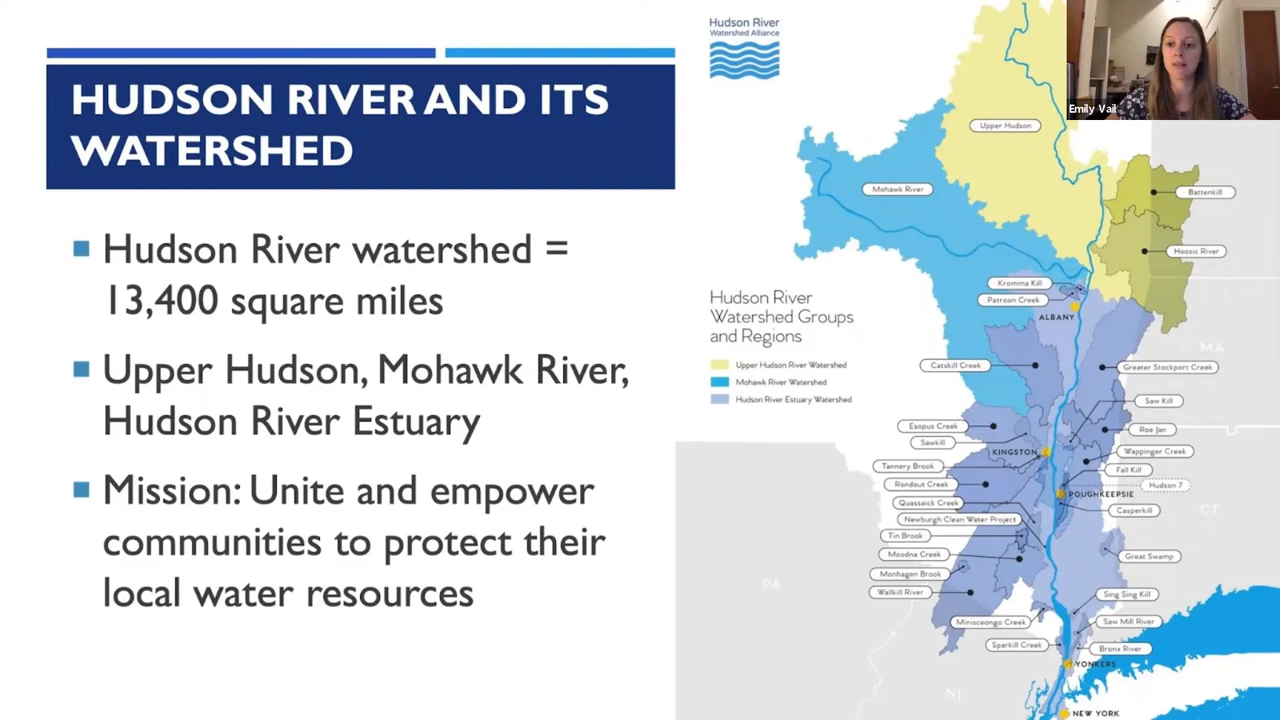 HUDSON RIVER AND ITS
WATERSHED
Hudson River watershed =
13,400 square miles
Upper Hudson, Mohawk River,
Hudson River Estuary
Mission: Unite and empower
communities to protect their
local water resources
Hudson River
Watershed Alliance
Emily Vail
Upper Hudson
Mohawk River
Battenkill
Hoosic River
Kromma Kill
Patroon Creek
ALBANY
Hudson River
Watershed Groups
and Regions
Upper Hudson River Watershed
Mohawk River Watershed
Hudson River Estuary Watershed
MA
Catskill Creek
Greater Stockport Creek
Saw Kill
Esopus Creek
Roe Jan
Sawkill
KINGSTON
Wappinger Creek
Tannery Brook
Fall Kill
Rondout Creek
Hudson 7
POUGHKEEPSIE
Quassaick Creek
Casperkill
CT
Newburgh Clean Water Project
Tin Brook
Moodna Creek
Great Swamp
Monhagen Brook
PA
Wallkill River
Sing Sing Kill
Minisceongo Creek
Saw Mill River
Sparkill Creek
Bronx River
YONKERS
NJ
NEW YORK